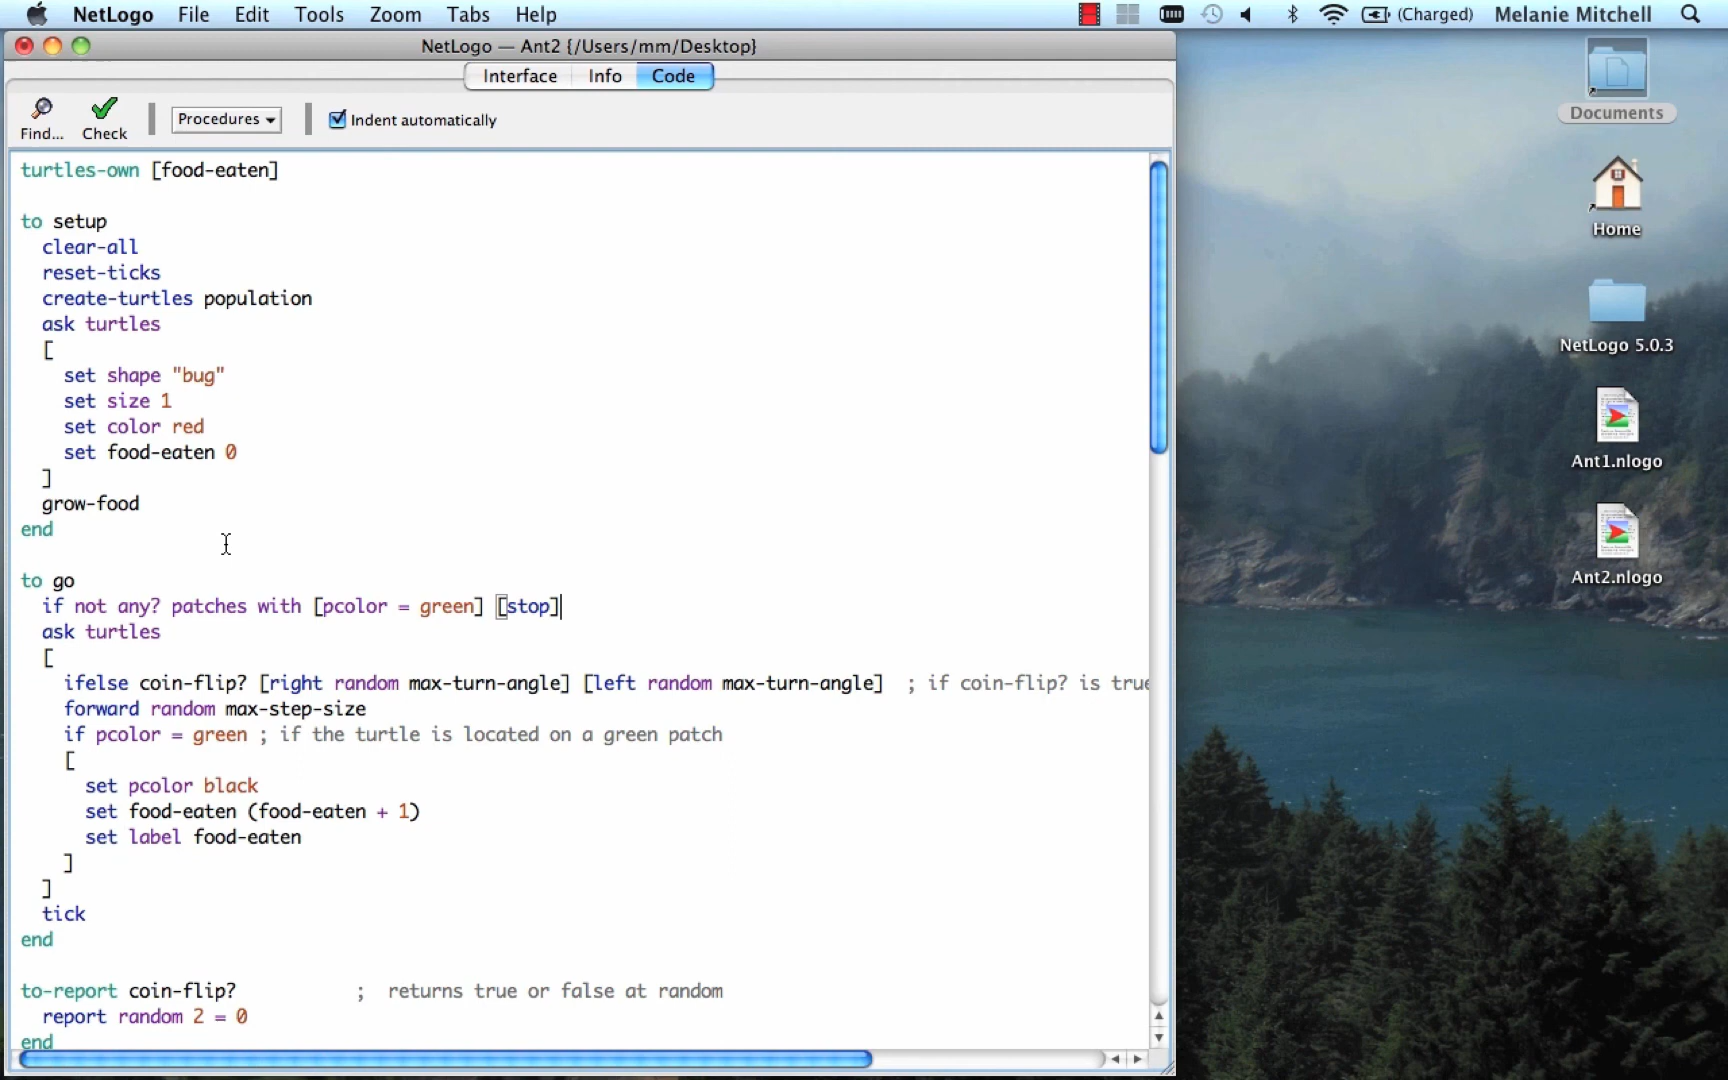 NetLogo File Edit Tools Zoom Tabs Help (Charged) Melanie Mitchell
NetLogo — Ant2 {/Users/mm/Desktop}
Interface Info Code
Find... Check Procedures Indent automatically
turtles-own [food-eaten]
to setup
clear-all
reset-ticks
create-turtles population
ask turtles
[
set shape "bug"
set size 1
set color red
set food-eaten 0
]
grow-food
end
to go
if not any? patches with [pcolor = green] [stop]
ask turtles
[
ifelse coin-flip? [right random max-turn-angle] [left random max-turn-angle] ; if coin-flip? is true
forward random max-step-size
if pcolor = green ; if the turtle is located on a green patch
[
set pcolor black
set food-eaten (food-eaten + 1)
set label food-eaten
]
]
tick
end
to-report coin-flip? ; returns true or false at random
report random 2 = 0
end
Documents
Home
NetLogo 5.0.3
Ant1.nlogo
Ant2.nlogo